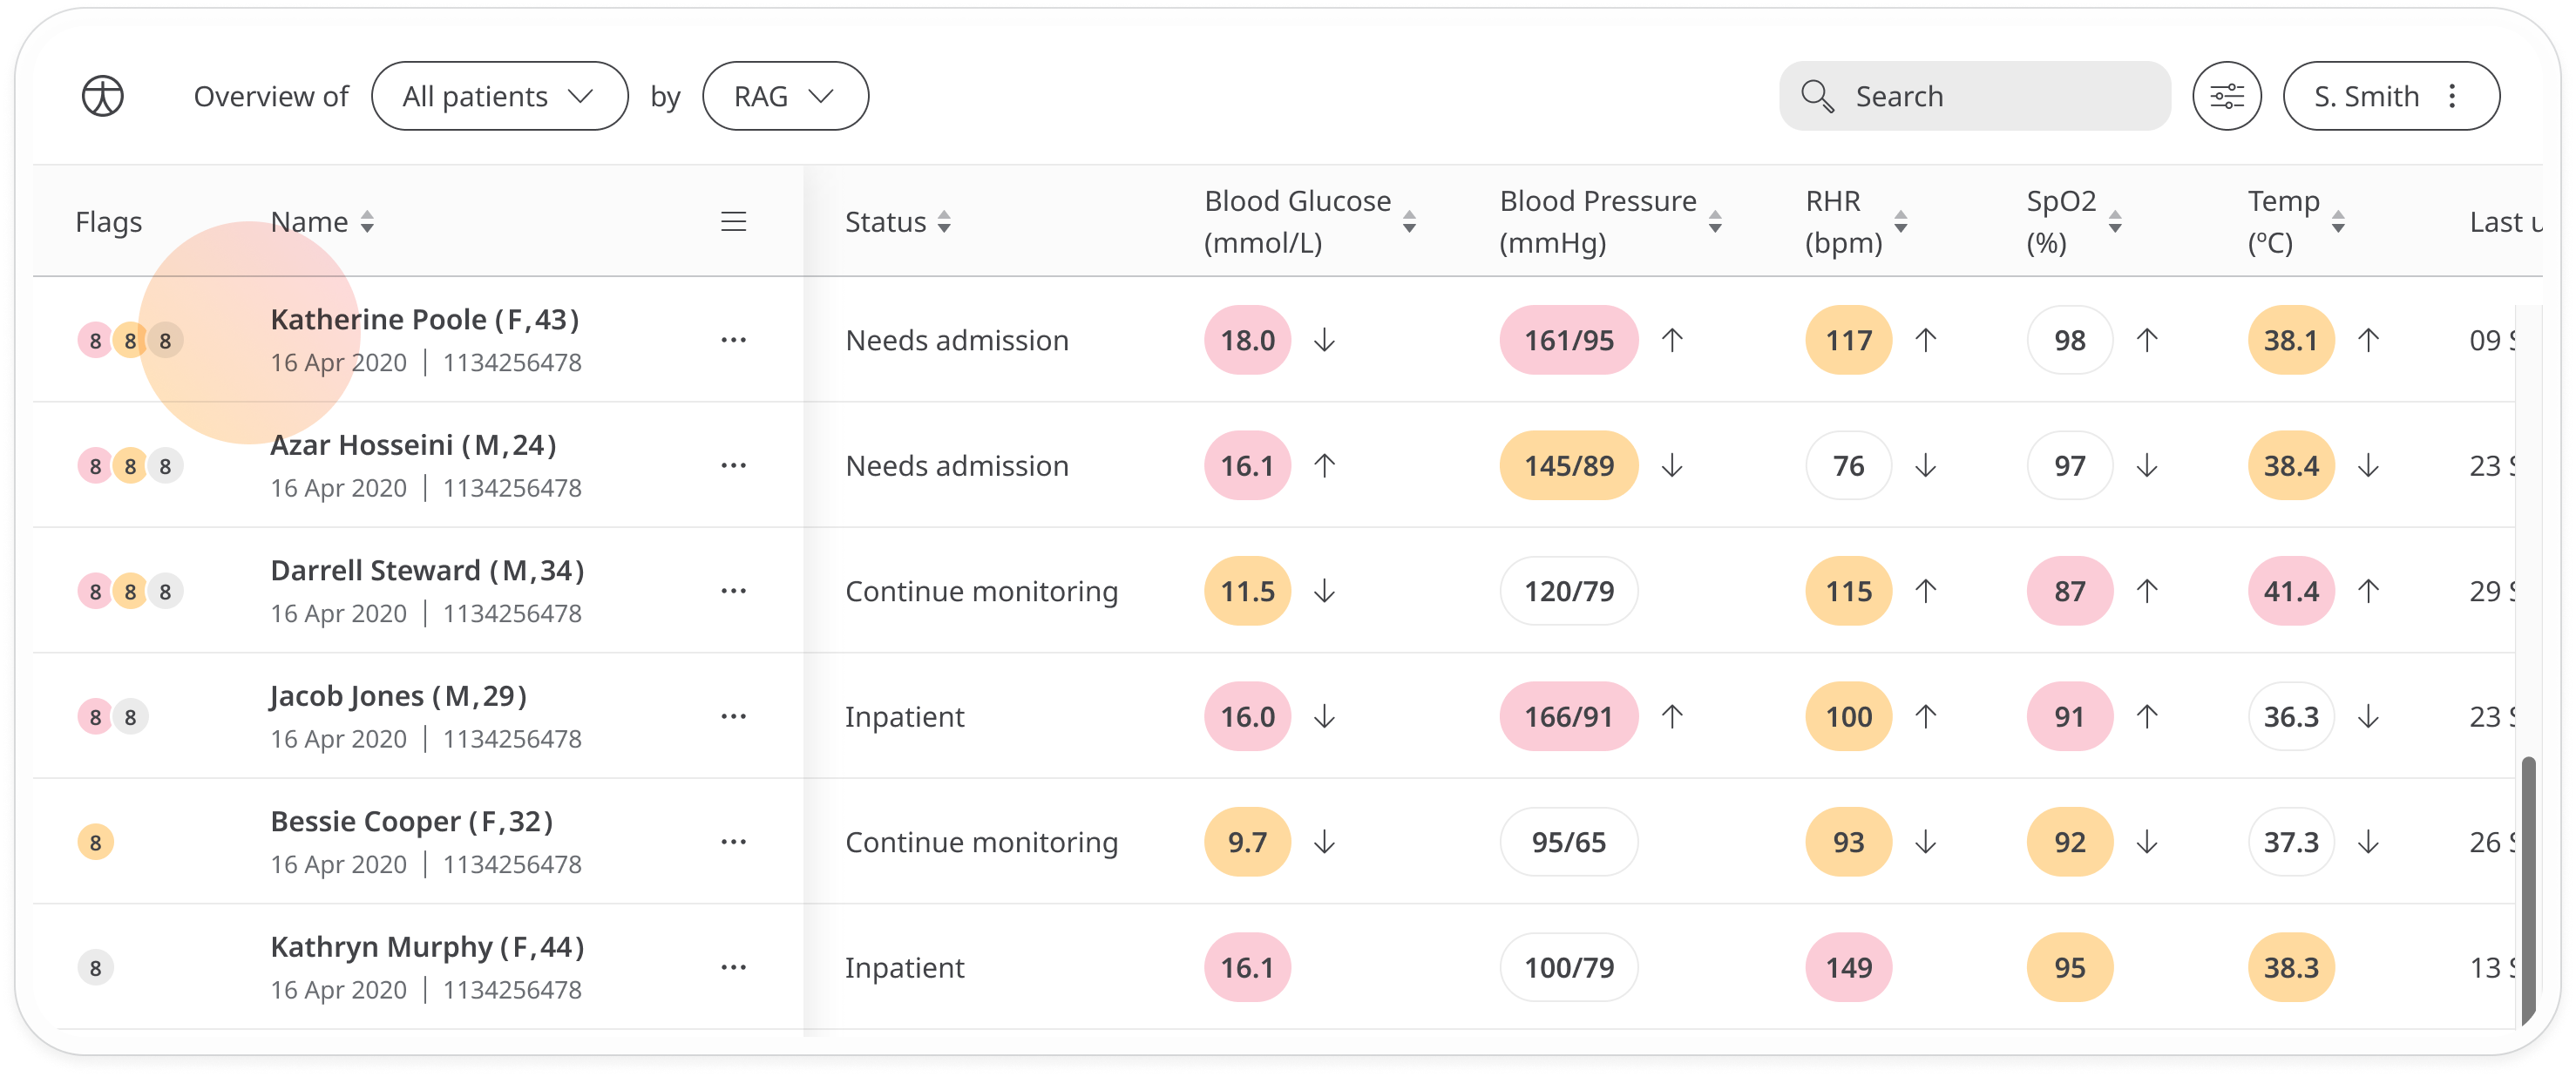 Overview of All patients by RAG Search S. Smith
Flags Name Status Blood Glucose (mmol/L) Blood Pressure (mmHg) RHR (bpm) SpO2 (%) Temp (ºC) Last u
8 8 8 Katherine Poole (F,43) Needs admission 18.0 161/95 117 98 38.1 09 S
16 Apr 2020 | 1134256478
8 8 8 Azar Hosseini (M,24) Needs admission 16.1 145/89 76 97 38.4 23 S
16 Apr 2020 | 1134256478
8 8 8 Darrell Steward (M,34) Continue monitoring 11.5 120/79 115 87 41.4 29 S
16 Apr 2020 | 1134256478
8 8 Jacob Jones (M,29) Inpatient 16.0 166/91 100 91 36.3 23 S
16 Apr 2020 | 1134256478
8 Bessie Cooper (F,32) Continue monitoring 9.7 95/65 93 92 37.3 26 S
16 Apr 2020 | 1134256478
8 Kathryn Murphy (F,44) Inpatient 16.1 100/79 149 95 38.3 13 S
16 Apr 2020 | 1134256478